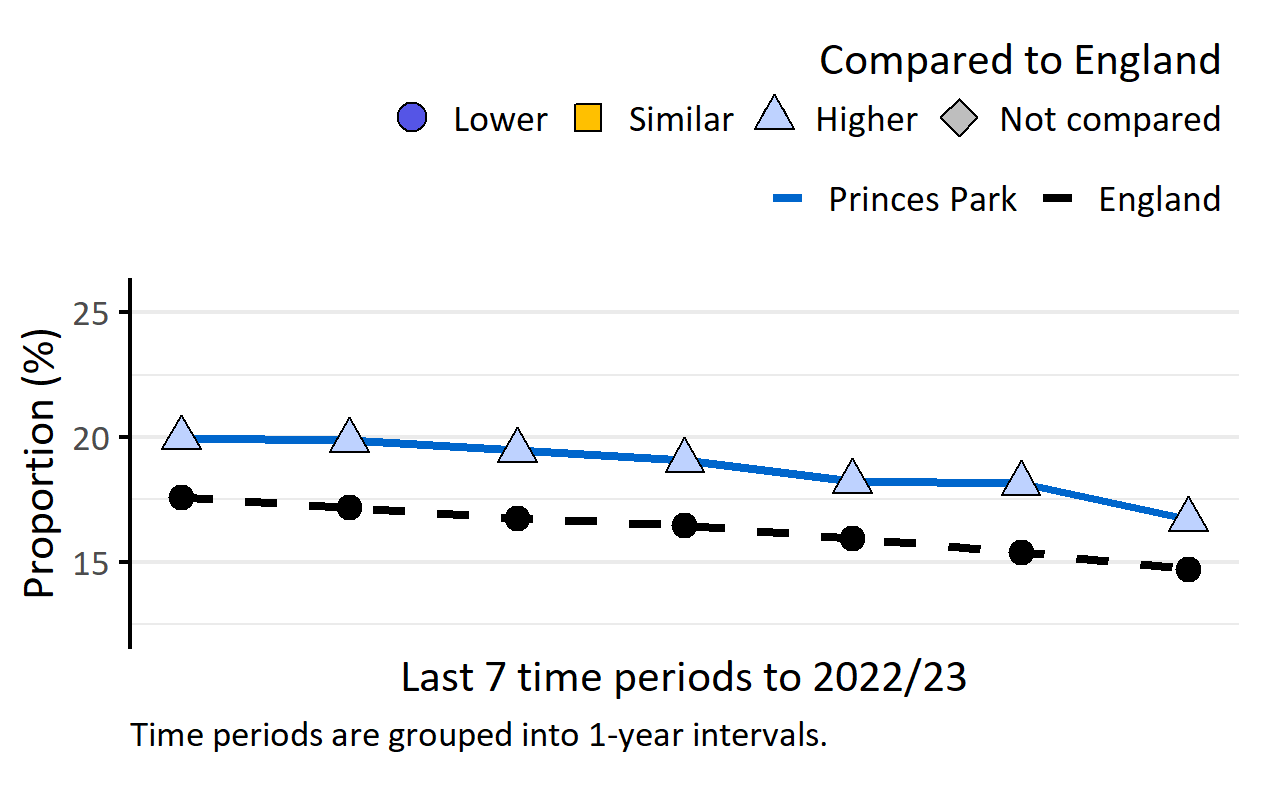 Compared to England
Lower Similar Higher Not compared
Princes Park England
25
20
15
Proportion (%)
Last 7 time periods to 2022/23
Time periods are grouped into 1-year intervals.